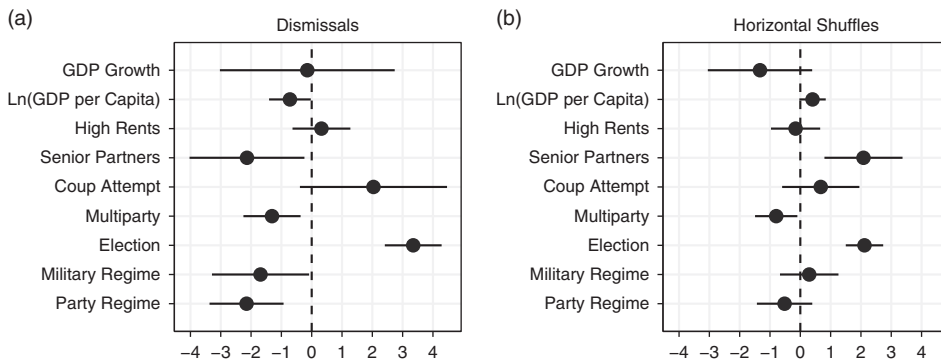 (a)
Dismissals
GDP Growth
Ln(GDP per Capita)
High Rents
Senior Partners
Coup Attempt
Multiparty
Election
Military Regime
Party Regime
−4 −3 −2 −1 0 1 2 3 4
(b)
Horizontal Shuffles
GDP Growth
Ln(GDP per Capita)
High Rents
Senior Partners
Coup Attempt
Multiparty
Election
Military Regime
Party Regime
−4 −3 −2 −1 0 1 2 3 4